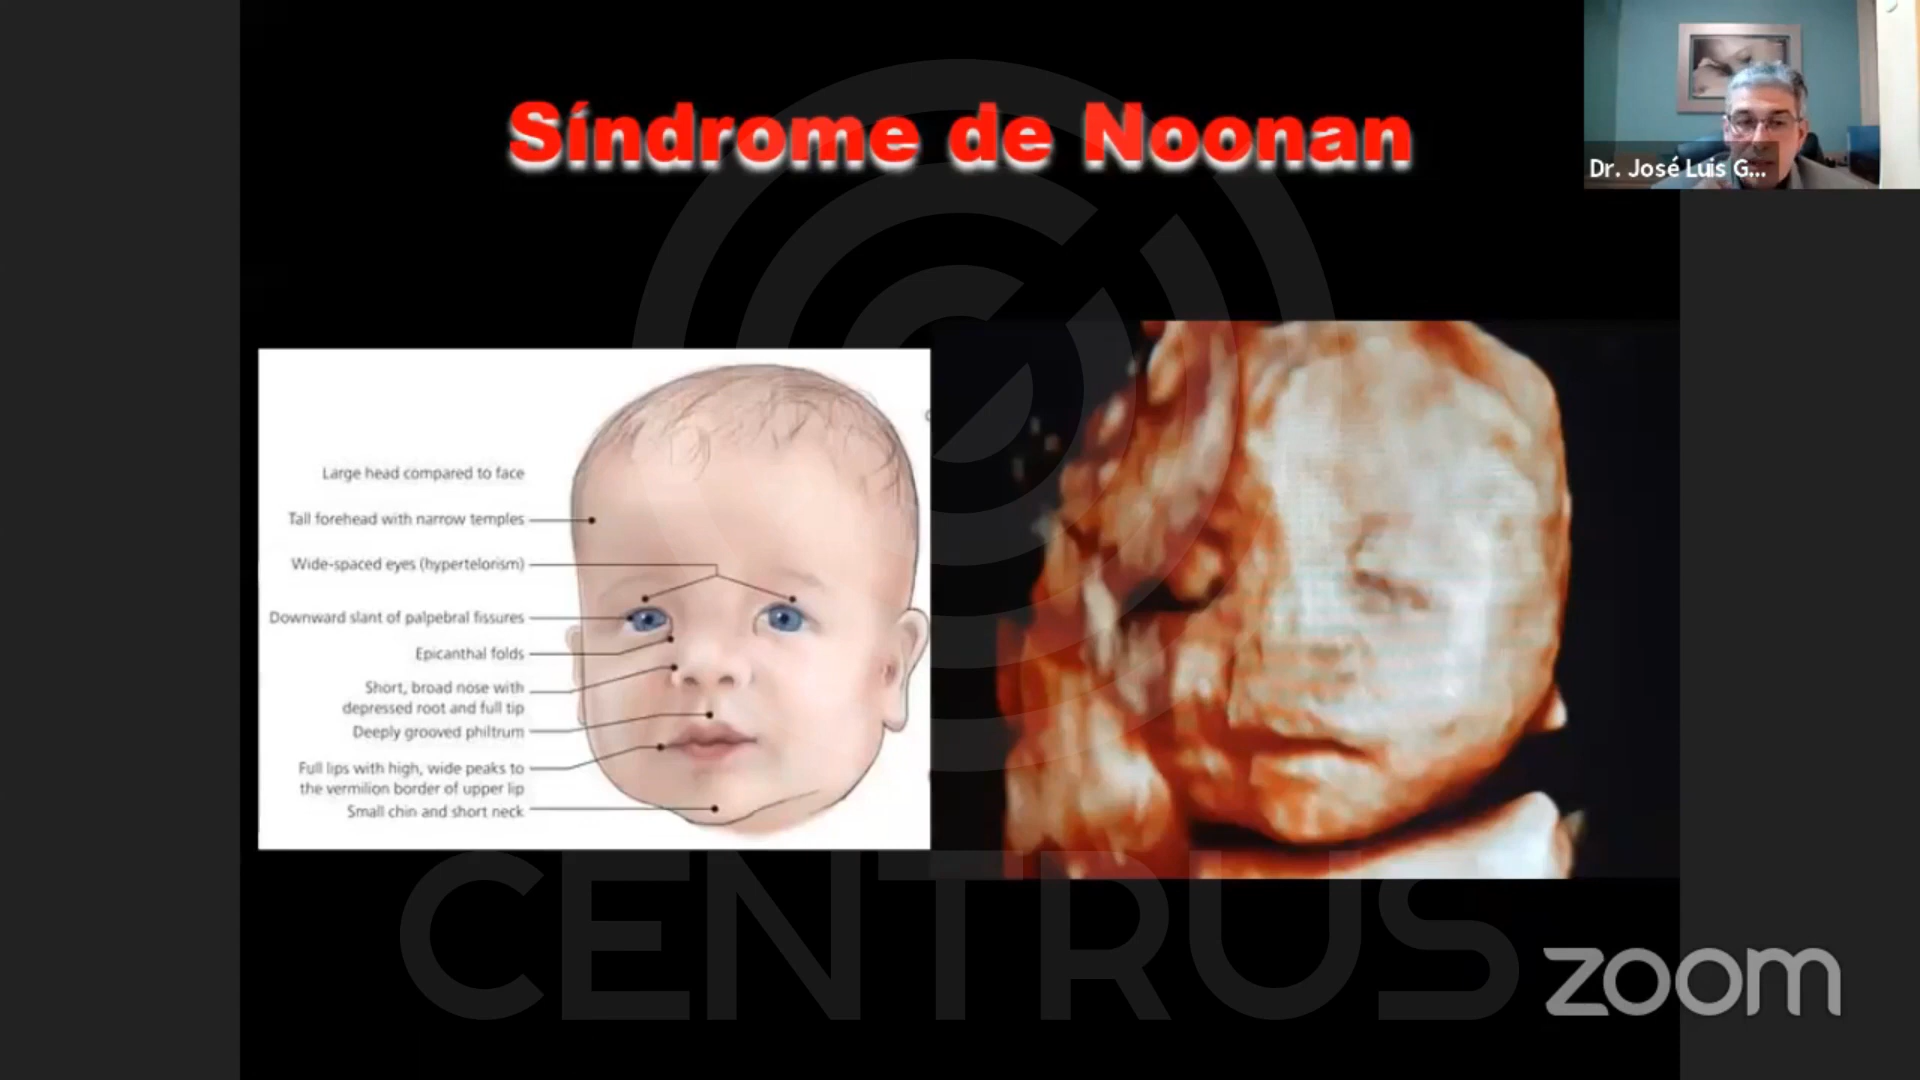 Síndrome de Noonan
Dr. José Luis G...
Large head compared to face
Tall forehead with narrow temples
Wide-spaced eyes (hypertelorism)
Downward slant of palpebral fissures
Epicanthal folds
Short, broad nose with
depressed root and full tip
Deeply grooved philtrum
Full lips with high, wide peaks to
the vermilion border of upper lip
Small chin and short neck
CENTRUS
zoom